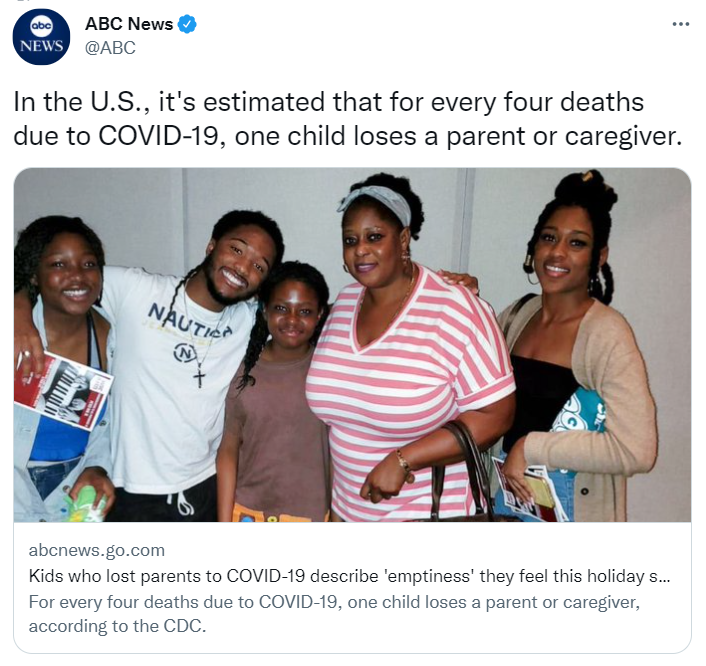 abc
NEWS
ABC News
@ABC
In the U.S., it's estimated that for every four deaths
due to COVID-19, one child loses a parent or caregiver.
NAUTICA
N
abcnews.go.com
Kids who lost parents to COVID-19 describe 'emptiness' they feel this holiday s...
For every four deaths due to COVID-19, one child loses a parent or caregiver,
according to the CDC.